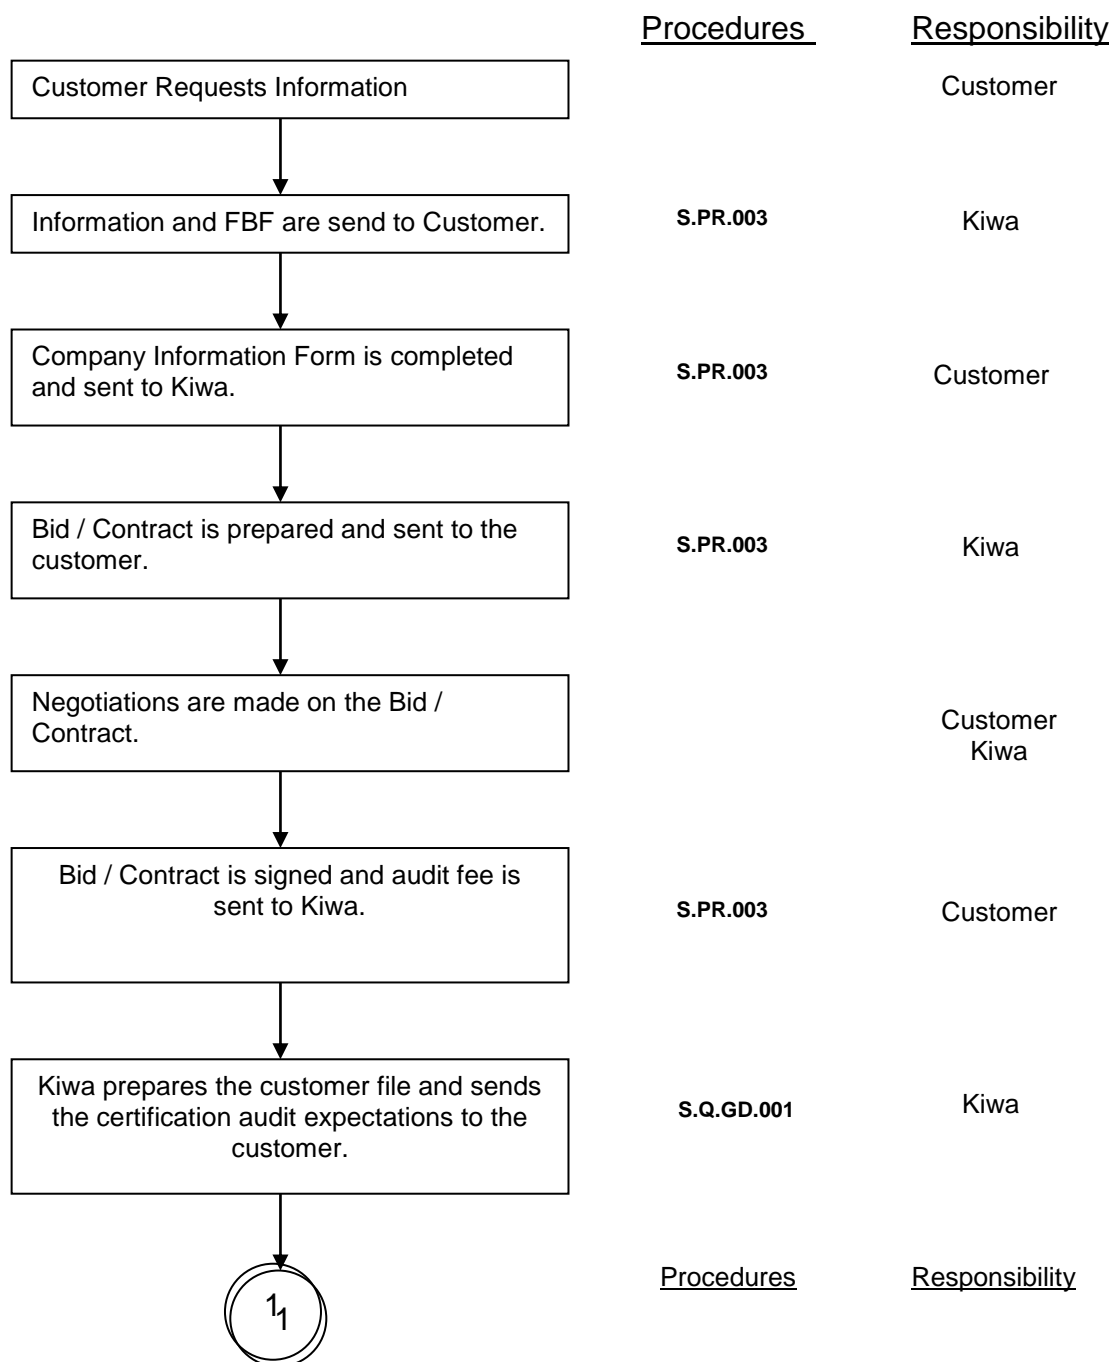 Procedures Responsibility
Customer Requests Information Customer
Information and FBF are send to Customer. S.PR.003 Kiwa
Company Information Form is completed
and sent to Kiwa. S.PR.003 Customer
Bid / Contract is prepared and sent to the
customer. S.PR.003 Kiwa
Negotiations are made on the Bid /
Contract. Customer
Kiwa
Bid / Contract is signed and audit fee is
sent to Kiwa. S.PR.003 Customer
Kiwa prepares the customer file and sends
the certification audit expectations to the
customer. S.Q.GD.001 Kiwa
Procedures Responsibility
1
1